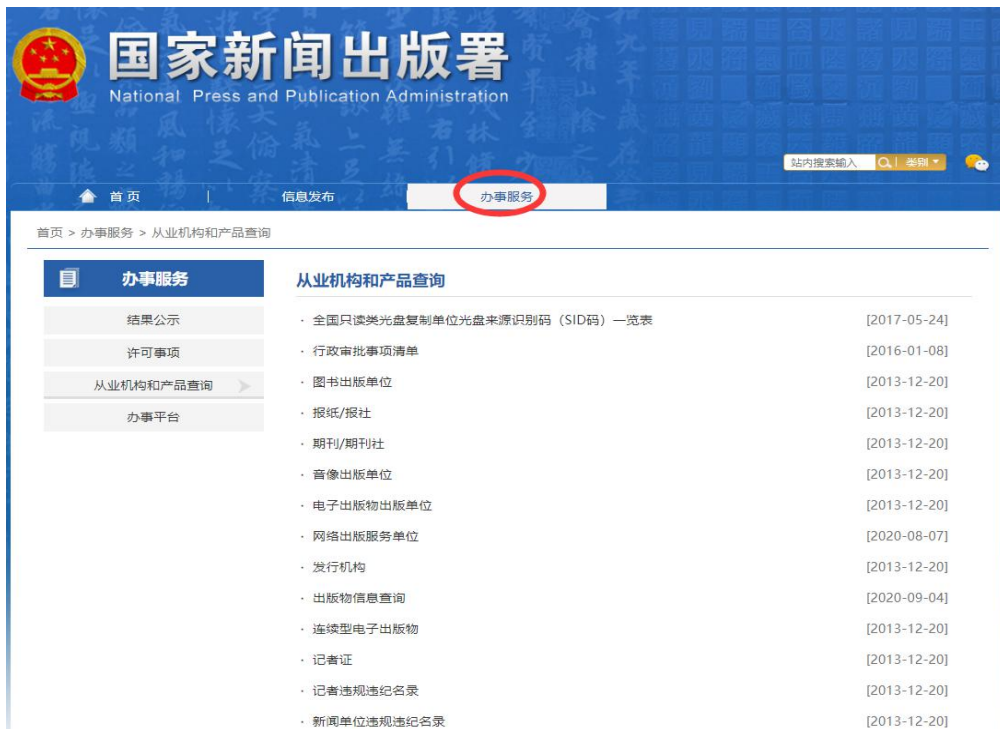 国家新闻出版署
National Press and Publication Administration
站内搜索输入 类别
首页 信息发布 办事服务
首页 > 办事服务 > 从业机构和产品查询
办事服务
结果公示
许可事项
从业机构和产品查询
办事平台
从业机构和产品查询
· 全国只读类光盘复制单位光盘来源识别码（SID码）一览表 [2017-05-24]
· 行政审批事项清单 [2016-01-08]
· 图书出版单位 [2013-12-20]
· 报纸/报社 [2013-12-20]
· 期刊/期刊社 [2013-12-20]
· 音像出版单位 [2013-12-20]
· 电子出版物出版单位 [2013-12-20]
· 网络出版服务单位 [2020-08-07]
· 发行机构 [2013-12-20]
· 出版物信息查询 [2020-09-04]
· 连续型电子出版物 [2013-12-20]
· 记者证 [2013-12-20]
· 记者违规违纪名录 [2013-12-20]
· 新闻单位违规违纪名录 [2013-12-20]